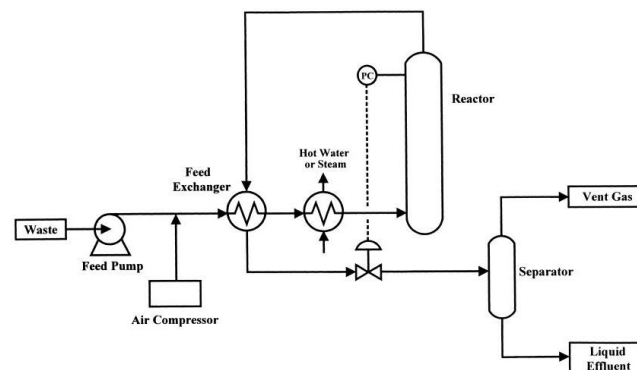 PC
Reactor
Hot Water
or Steam
Feed
Exchanger
Vent Gas
Waste
Feed Pump
Separator
Air Compressor
Liquid
Effluent